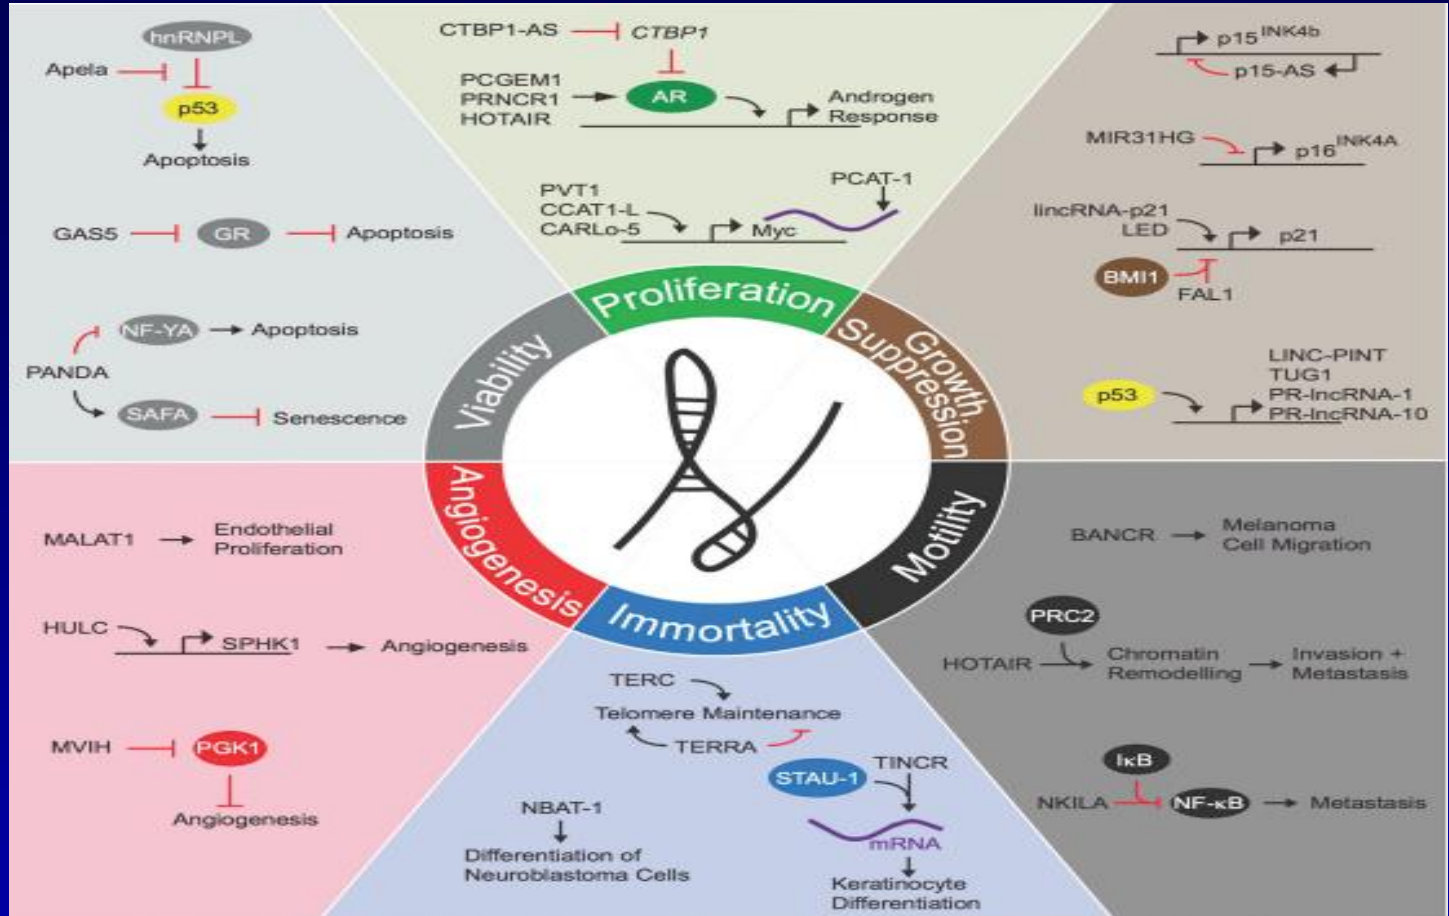 hnRNPL
Apela
p53
Apoptosis
GAS5
GR
Apoptosis
NF-YA
Apoptosis
PANDA
SAFA
Senescence
CTBP1-AS
CTBP1
PCGEM1
PRNCR1
HOTAIR
AR
Androgen
Response
PVT1
CCAT1-L
CARLo-5
Myc
PCAT-1
p15INK4b
p15-AS
MIR31HG
p16INK4A
lincRNA-p21
LED
p21
BMI1
FAL1
p53
LINC-PINT
TUG1
PR-lncRNA-1
PR-lncRNA-10
Viability
Proliferation
Growth
Suppression
Angiogenesis
Immortality
Motility
MALAT1
Endothelial
Proliferation
HULC
SPHK1
Angiogenesis
MVIH
PGK1
Angiogenesis
TERC
Telomere Maintenance
TERRA
STAU-1
TINCR
mRNA
Keratinocyte
Differentiation
NBAT-1
Differentiation of
Neuroblastoma Cells
BANCR
Melanoma
Cell Migration
PRC2
HOTAIR
Chromatin
Remodelling
Invasion +
Metastasis
IκB
NKILA
NF-κB
Metastasis